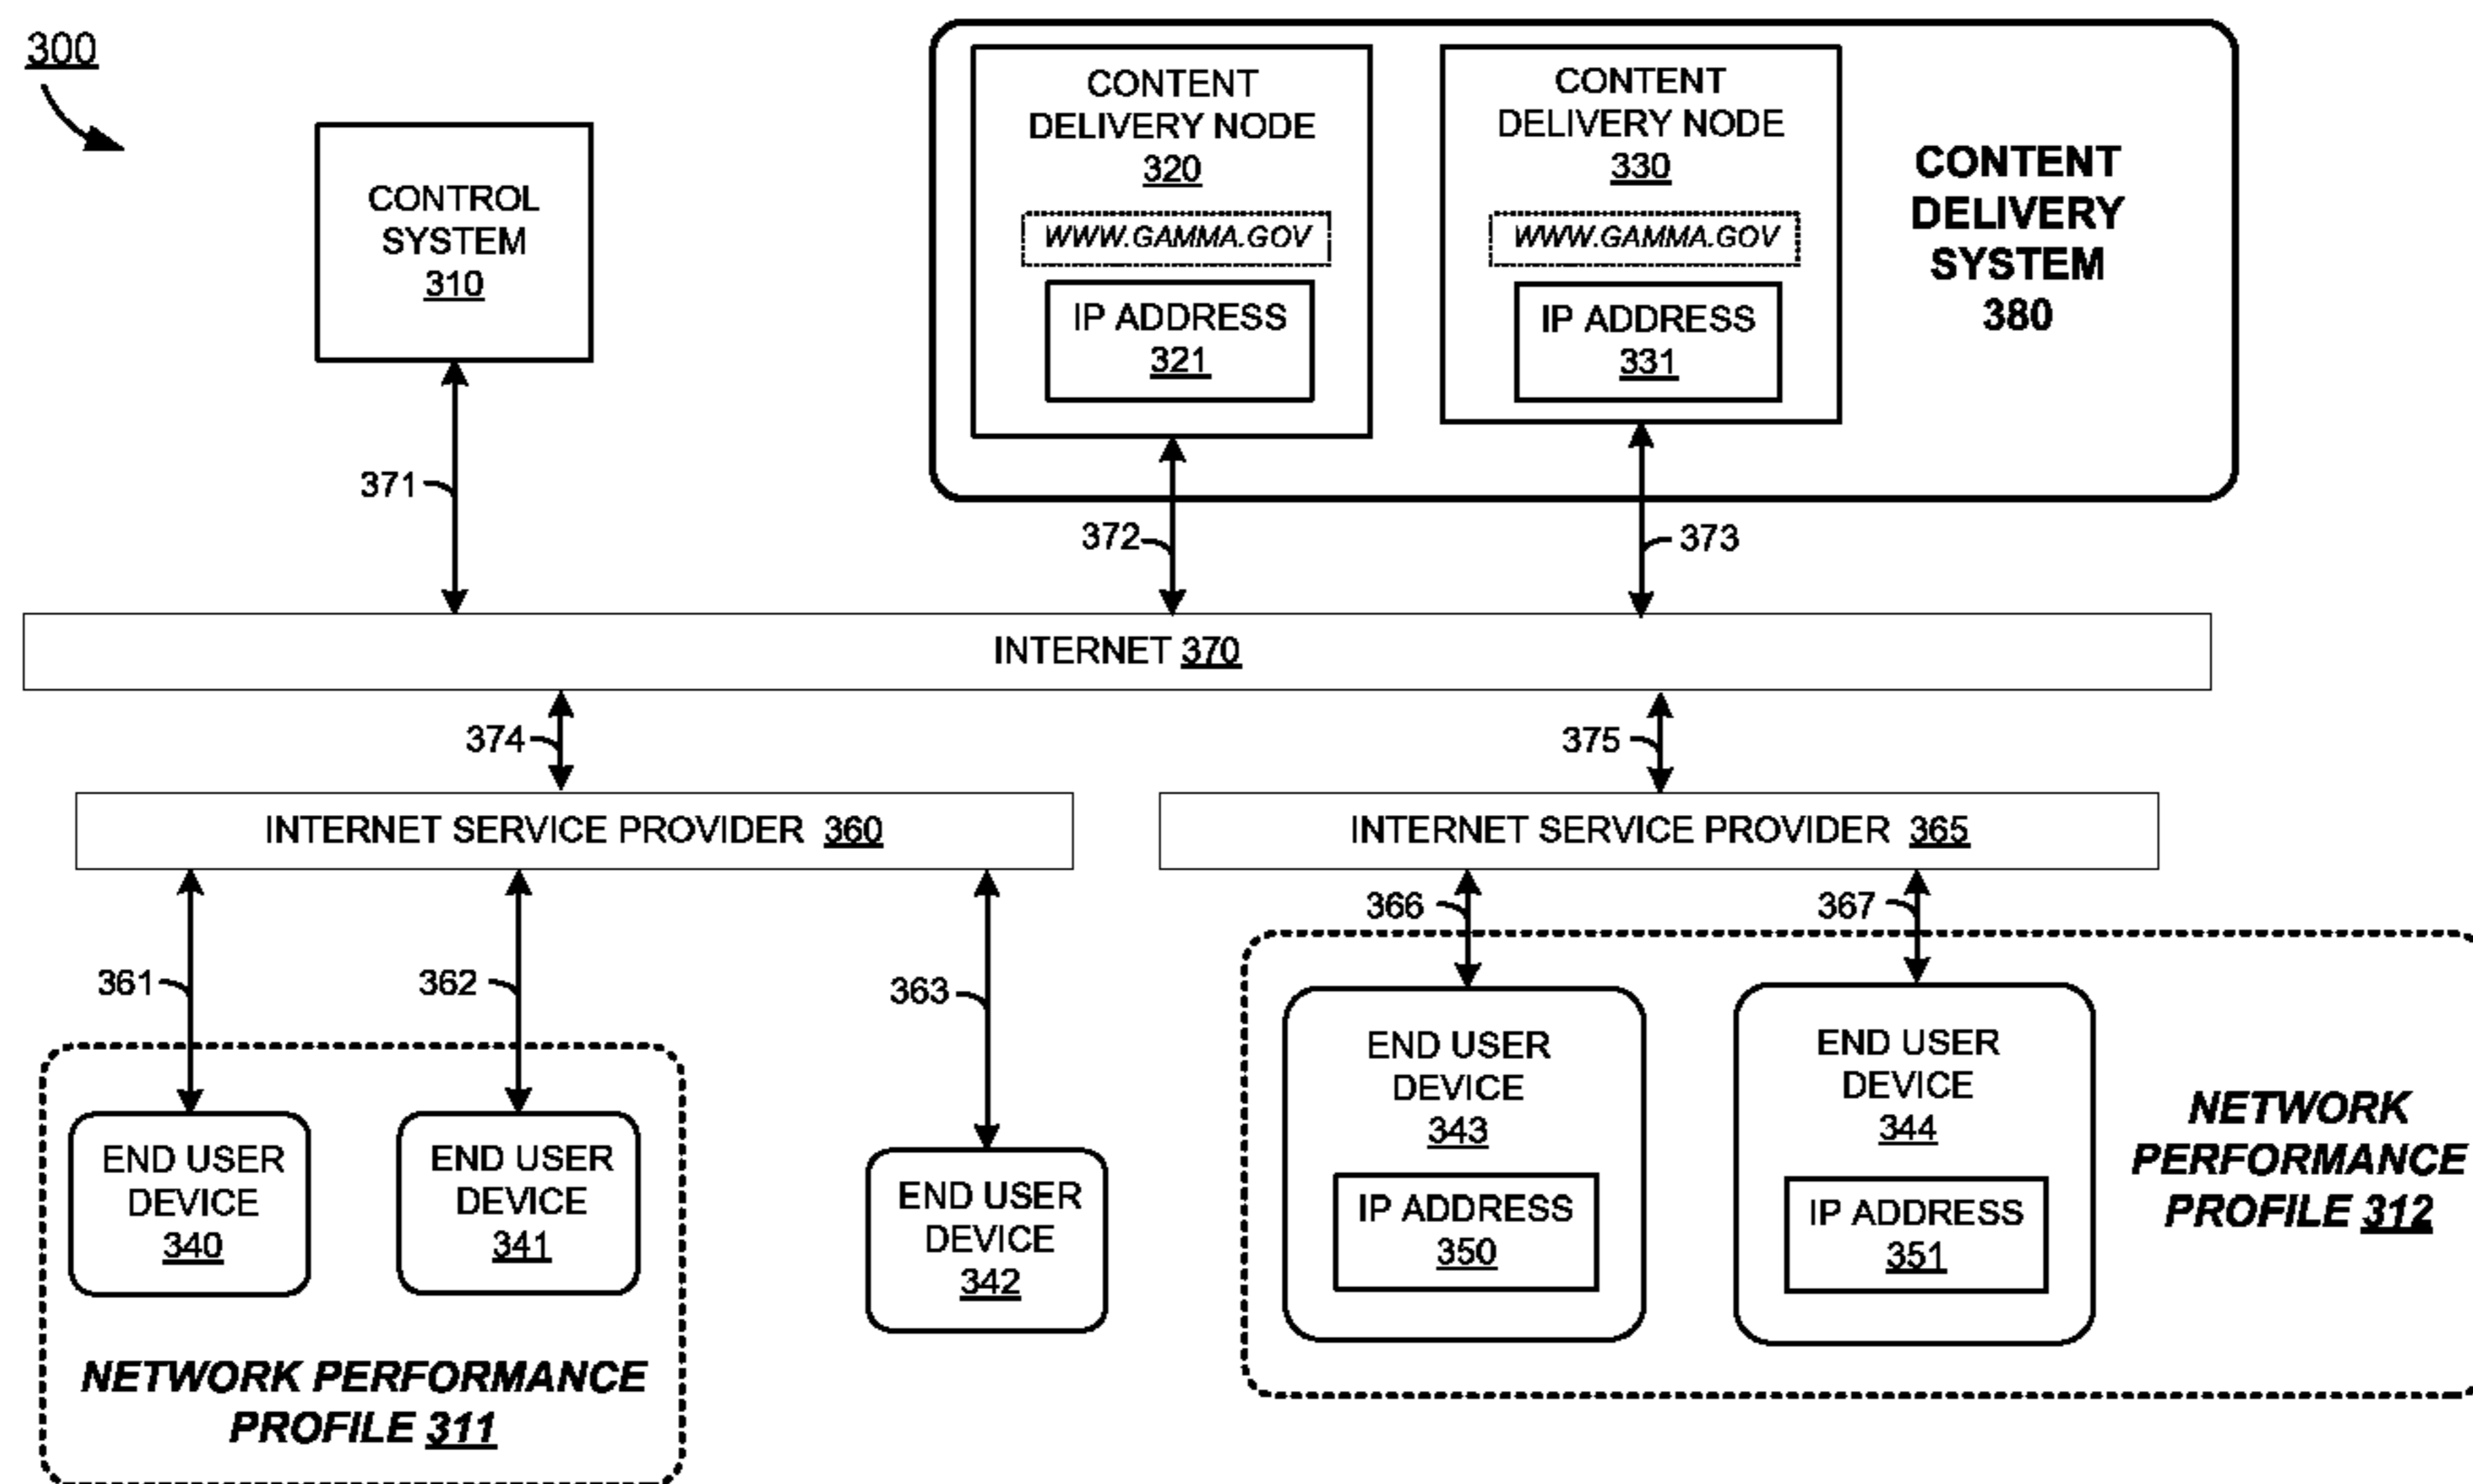 300
CONTROL
SYSTEM
310
CONTENT
DELIVERY NODE
320
WWW.GAMMA.GOV
IP ADDRESS
321
CONTENT
DELIVERY NODE
330
WWW.GAMMA.GOV
IP ADDRESS
331
CONTENT
DELIVERY
SYSTEM
380
371
372
373
INTERNET 370
374
375
INTERNET SERVICE PROVIDER 360
INTERNET SERVICE PROVIDER 365
361
362
363
366
367
END USER
DEVICE
340
END USER
DEVICE
341
NETWORK PERFORMANCE
PROFILE 311
END USER
DEVICE
342
END USER
DEVICE
343
IP ADDRESS
350
END USER
DEVICE
344
IP ADDRESS
351
NETWORK
PERFORMANCE
PROFILE 312